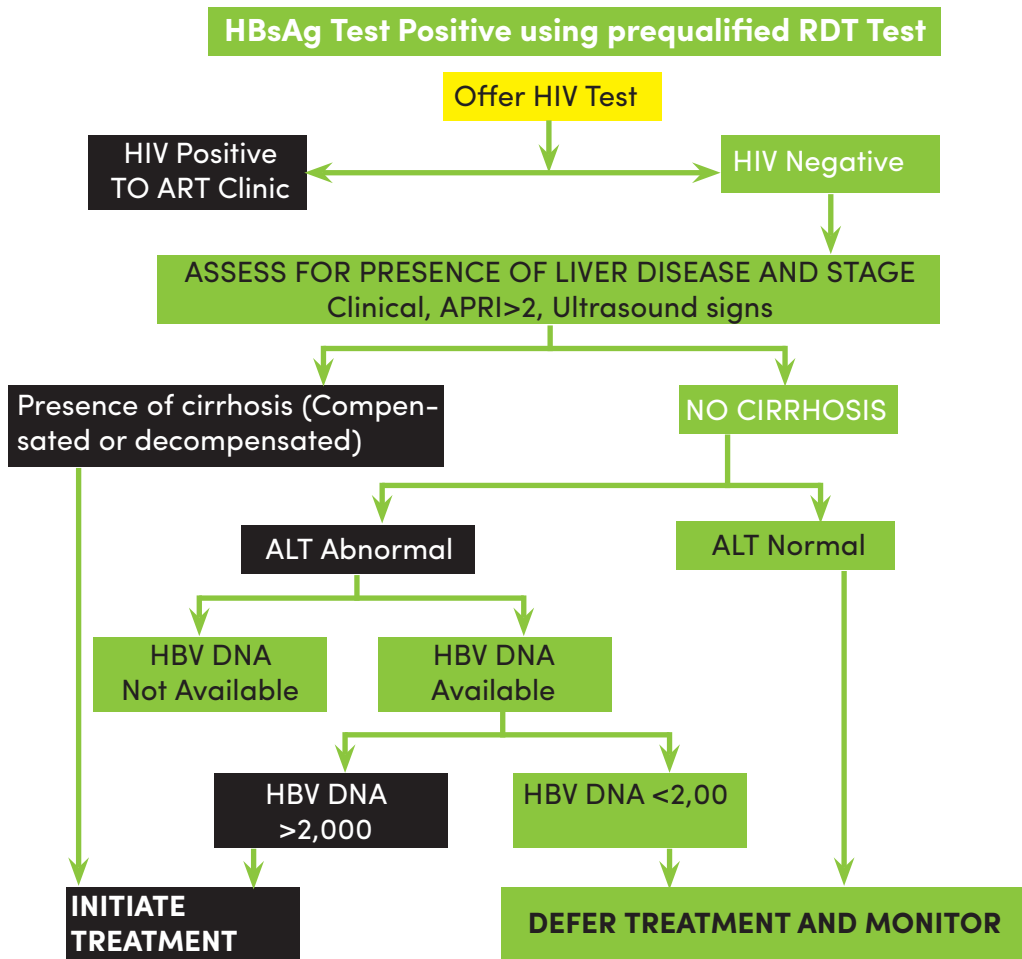 HBsAg Test Positive using prequalified RDT Test
Offer HIV Test
HIV Positive
TO ART Clinic
HIV Negative
ASSESS FOR PRESENCE OF LIVER DISEASE AND STAGE
Clinical, APRI>2, Ultrasound signs
Presence of cirrhosis (Compen-
sated or decompensated)
NO CIRRHOSIS
ALT Abnormal
ALT Normal
HBV DNA
Not Available
HBV DNA
Available
HBV DNA
>2,000
HBV DNA <2,00
INITIATE
TREATMENT
DEFER TREATMENT AND MONITOR